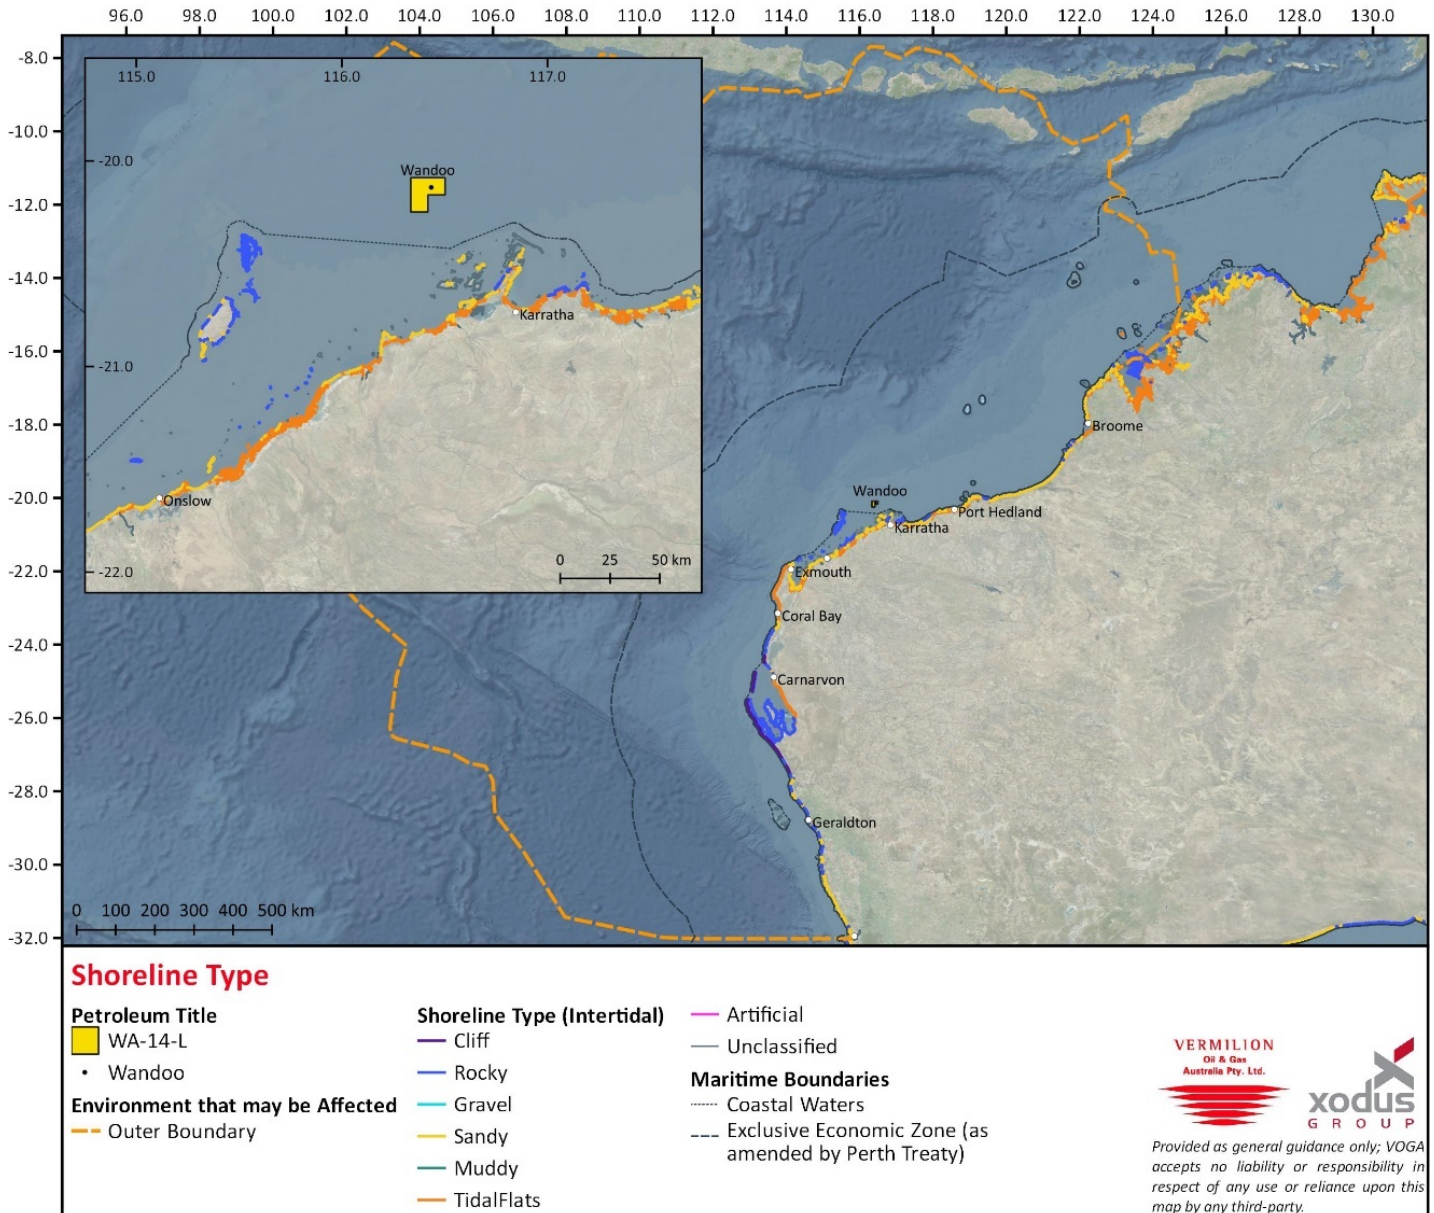 96.0 98.0 100.0 102.0 104.0 106.0 108.0 110.0 112.0 114.0 116.0 118.0 120.0 122.0 124.0 126.0 128.0 130.0
-8.0
-10.0
-12.0
-14.0
-16.0
-18.0
-20.0
-22.0
-24.0
-26.0
-28.0
-30.0
-32.0
115.0 116.0 117.0
-20.0
-21.0
-22.0
Wandoo
Karratha
Onslow
0 25 50 km
Broome
Wandoo
Port Hedland
Karratha
Exmouth
Coral Bay
Carnarvon
Geraldton
0 100 200 300 400 500 km
Shoreline Type
Petroleum Title
WA-14-L
Wandoo
Environment that may be Affected
Outer Boundary
Shoreline Type (Intertidal)
Cliff
Rocky
Gravel
Sandy
Muddy
TidalFlats
Artificial
Unclassified
Maritime Boundaries
Coastal Waters
Exclusive Economic Zone (as
amended by Perth Treaty)
VERMILION
Oil & Gas
Australia Pty. Ltd.
xodus
GROUP
Provided as general guidance only; VOGA
accepts no liability or responsibility in
respect of any use or reliance upon this
map by any third-party.